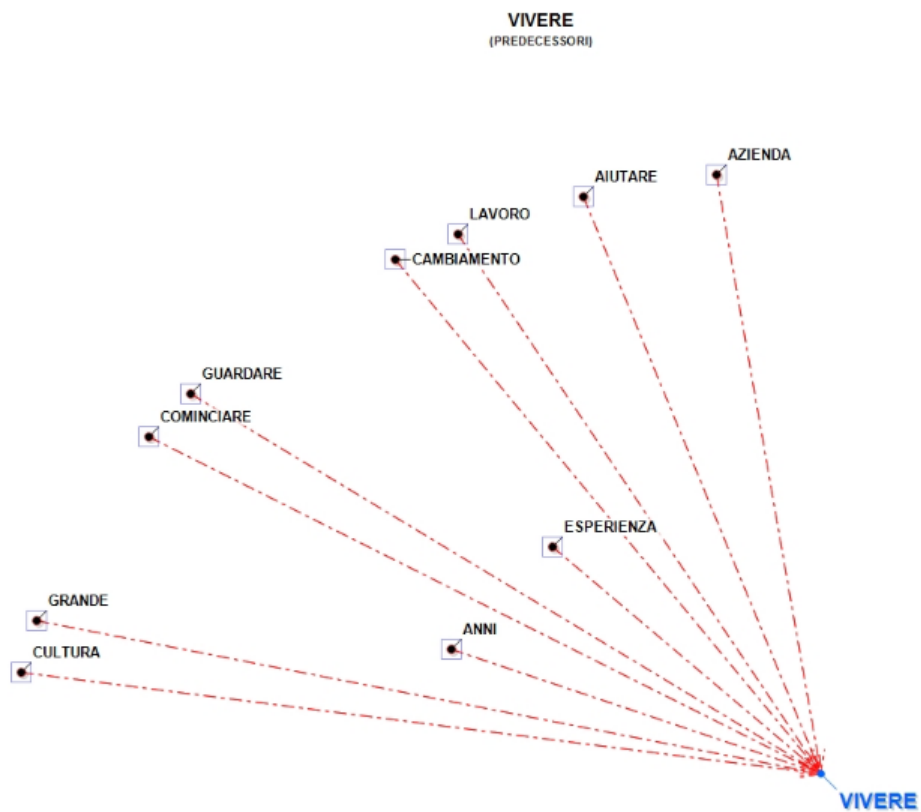 VIVERE
(PREDECESSORI)
AZIENDA
AIUTARE
LAVORO
CAMBIAMENTO
GUARDARE
COMINCIARE
ESPERIENZA
GRANDE
ANNI
CULTURA
VIVERE